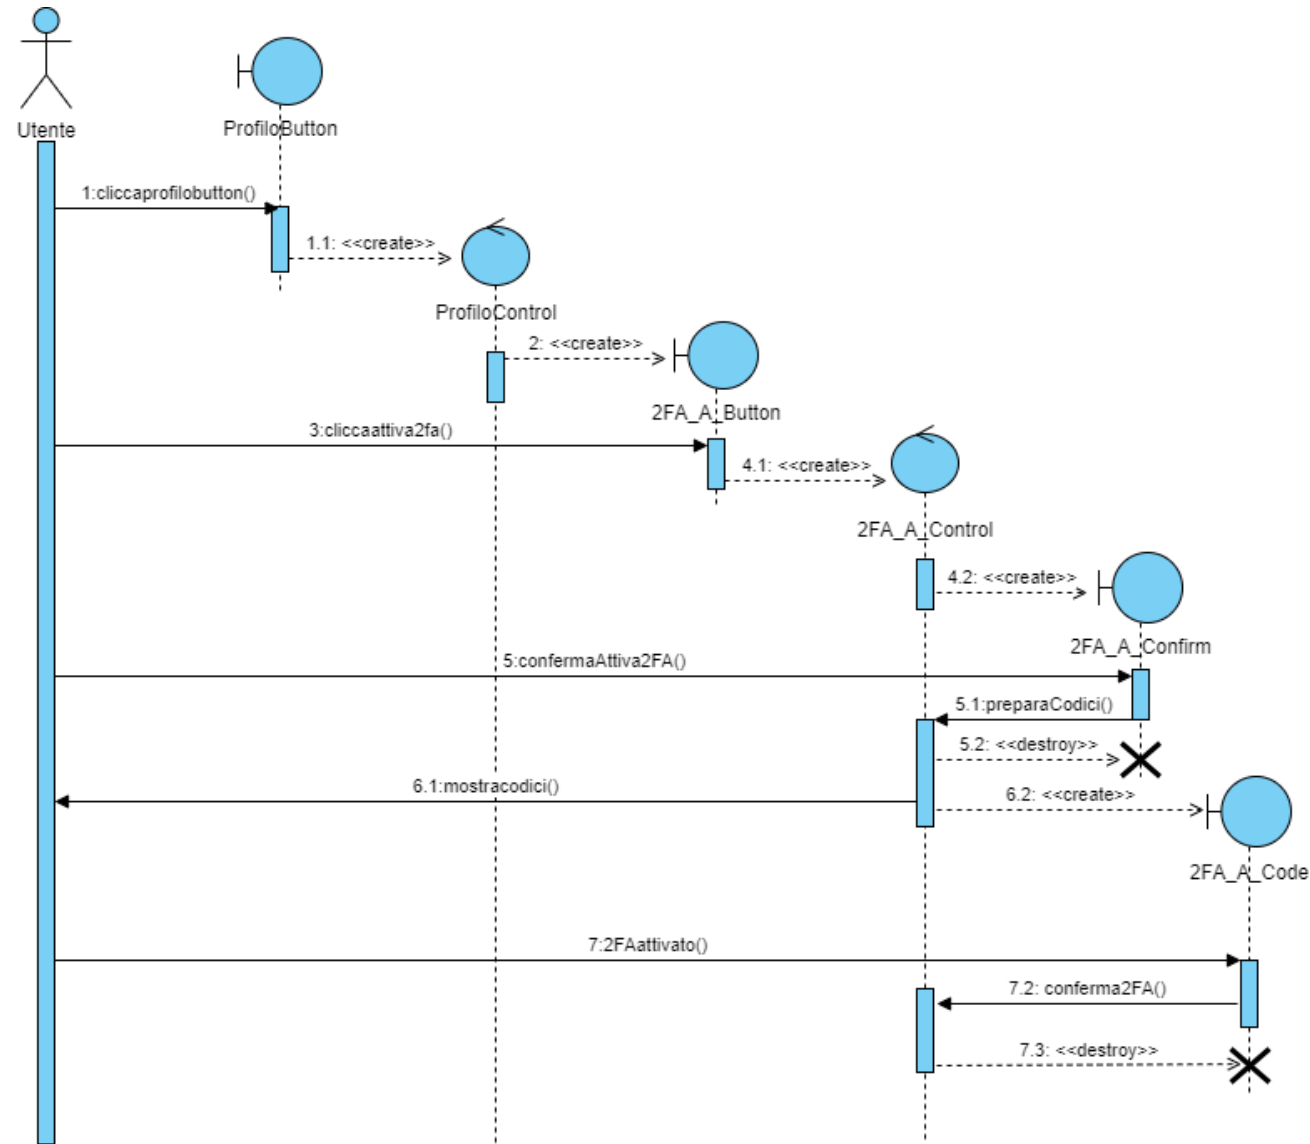 Utente
ProfiloButton
1:cliccaprofilobutton()
1.1: <<create>>
ProfiloControl
2: <<create>>
2FA_A_Button
3:cliccaattiva2fa()
4.1: <<create>>
2FA_A_Control
4.2: <<create>>
2FA_A_Confirm
5:confermaAttiva2FA()
5.1:preparaCodici()
5.2: <<destroy>>
6.1:mostracodici()
6.2: <<create>>
2FA_A_Code
7:2FAattivato()
7.2: conferma2FA()
7.3: <<destroy>>